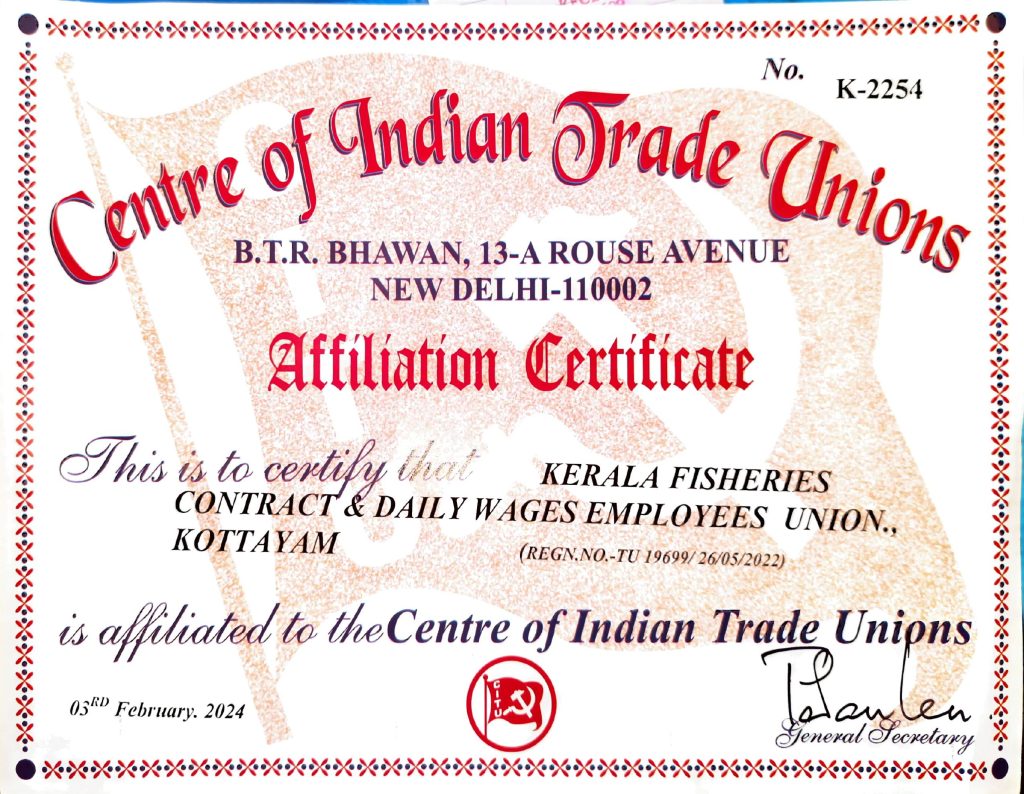 No. K-2254
Centre of Indian Trade Unions
B.T.R. BHAWAN, 13-A ROUSE AVENUE
NEW DELHI-110002
Affiliation Certificate
This is to certify that KERALA FISHERIES
CONTRACT & DAILY WAGES EMPLOYEES UNION.,
KOTTAYAM (REGN.NO.-TU 19699/ 26/05/2022)
is affiliated to the Centre of Indian Trade Unions
CITU
03RD February. 2024
General Secretary